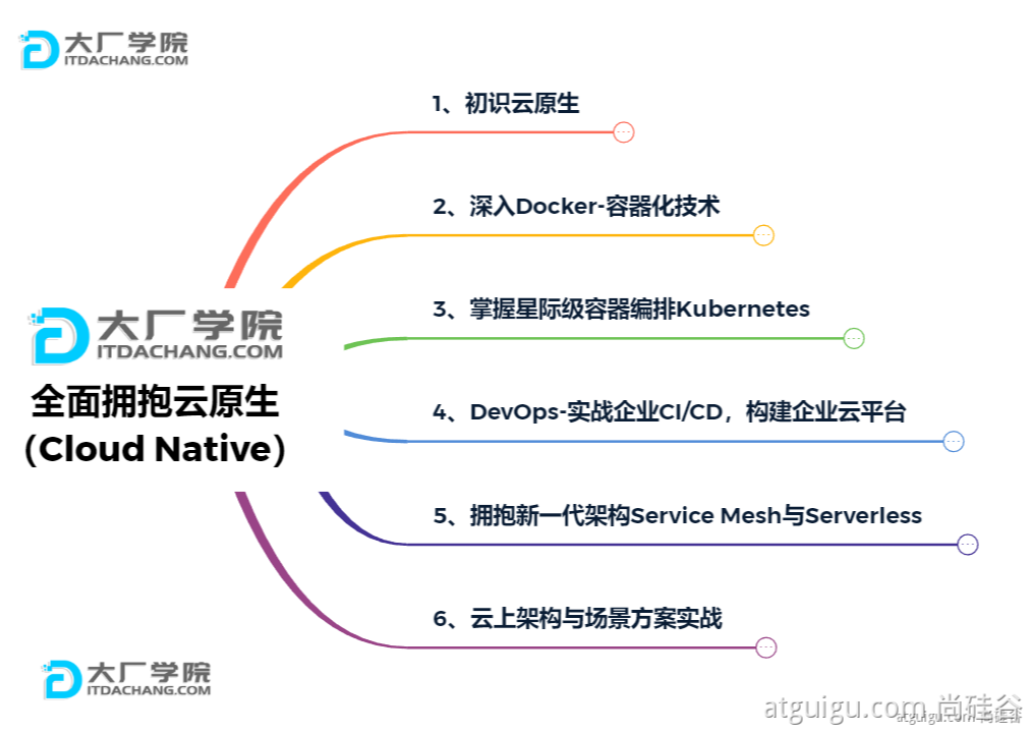 大厂学院
ITDACHANG.COM
1、初识云原生
2、深入Docker-容器化技术
3、掌握星际级容器编排Kubernetes
大厂学院
ITDACHANG.COM
全面拥抱云原生
（Cloud Native）
4、DevOps-实战企业CI/CD，构建企业云平台
5、拥抱新一代架构Service Mesh与Serverless
6、云上架构与场景方案实战
大厂学院
ITDACHANG.COM
atguigu.com 尚硅谷
atguigu.com 尚硅谷